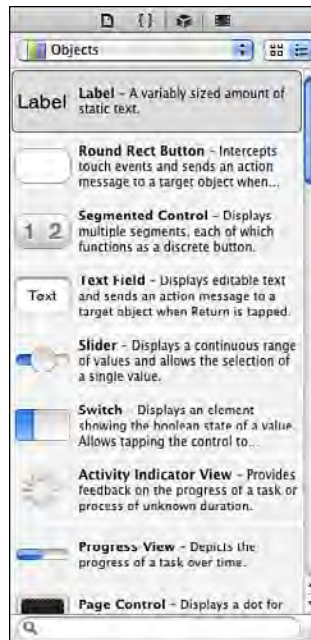 { }
Objects
Label
Label – A variably sized amount of
static text.
Round Rect Button – Intercepts
touch events and sends an action
message to a target object when...
1 2
Segmented Control – Displays
multiple segments, each of which
functions as a discrete button.
Text
Text Field – Displays editable text
and sends an action message to a
target object when Return is tapped.
Slider – Displays a continuous range
of values and allows the selection of
a single value.
Switch – Displays an element
showing the boolean state of a value.
Allows tapping the control to...
Activity Indicator View – Provides
feedback on the progress of a task or
process of unknown duration.
Progress View – Depicts the
progress of a task over time.
Page Control – Displays a dot for